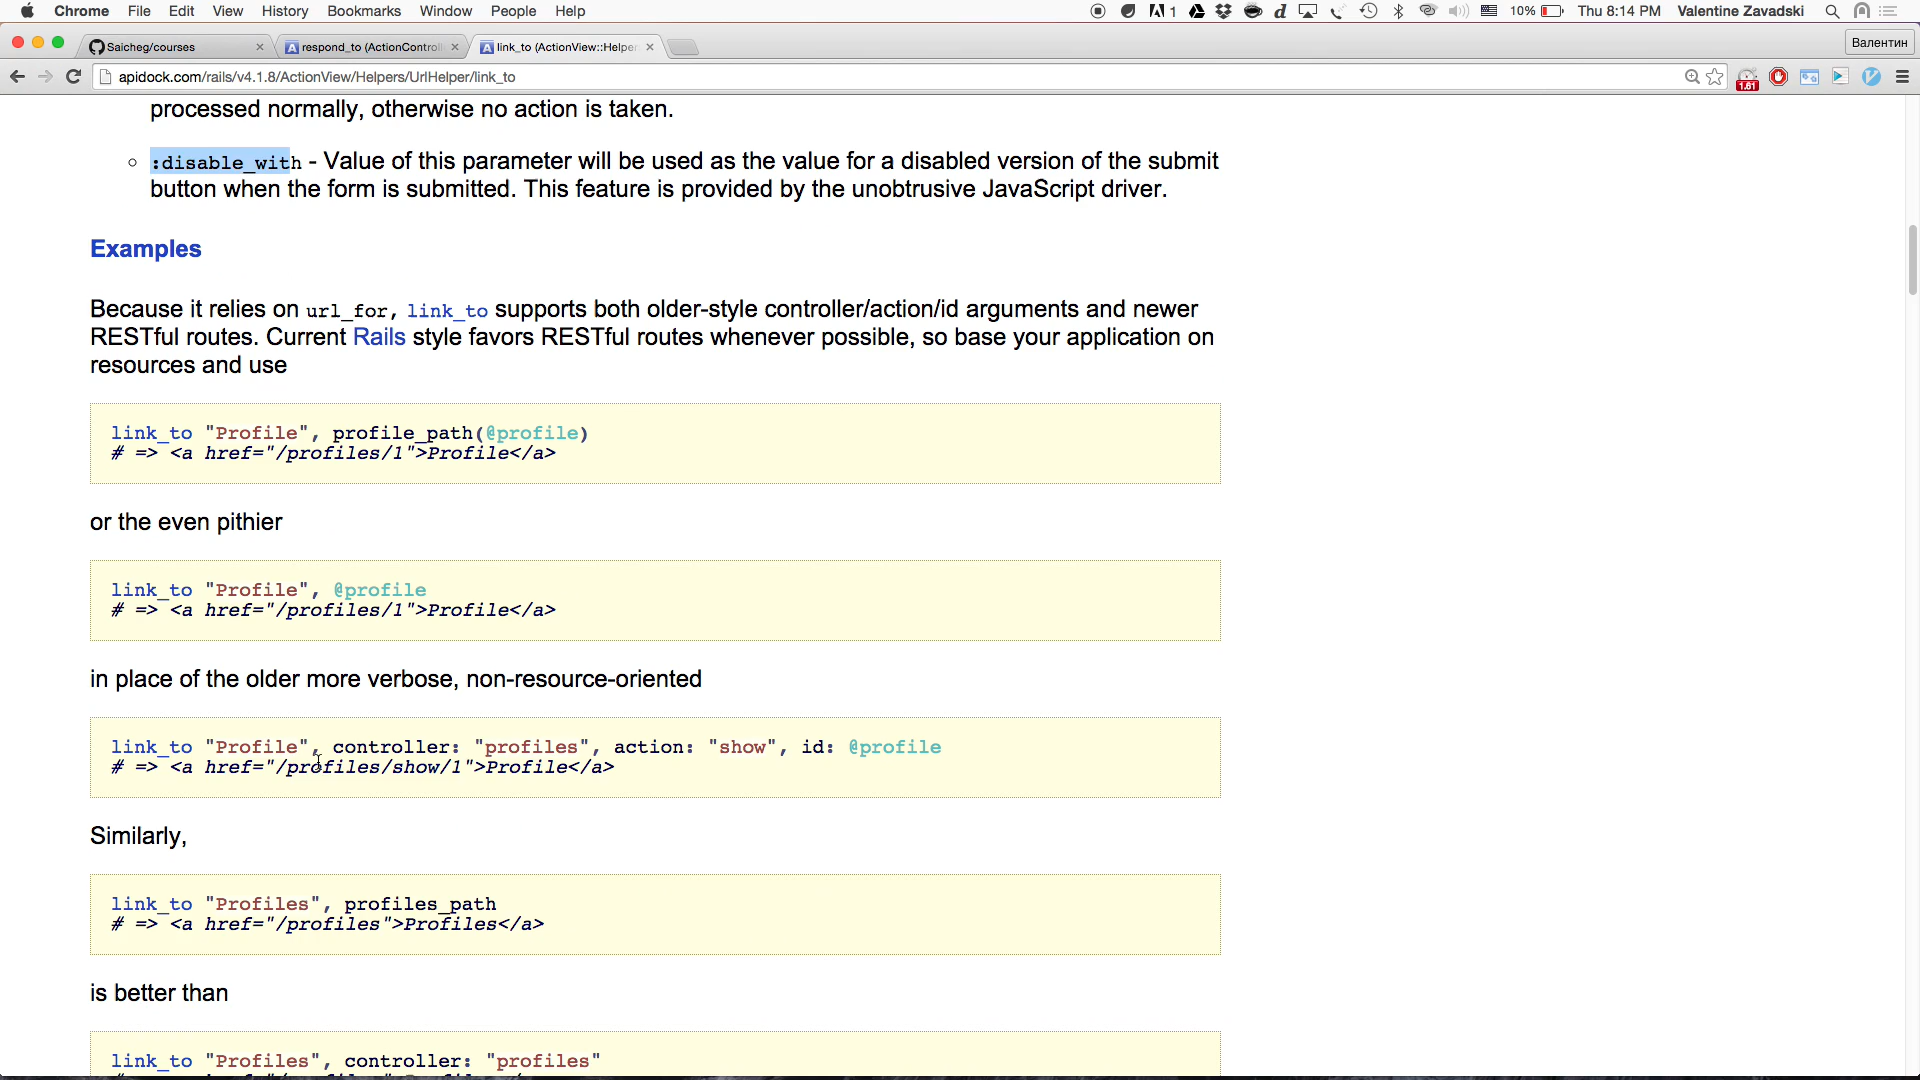 Chrome File Edit View History Bookmarks Window People Help 1 10% Thu 8:14 PM Valentine Zavadski
Saicheg/courses respond_to (ActionControll link_to (ActionView::Helper Валентин
apidock.com/rails/v4.1.8/ActionView/Helpers/UrlHelper/link_to 1.61
processed normally, otherwise no action is taken.
:disable_with - Value of this parameter will be used as the value for a disabled version of the submit
button when the form is submitted. This feature is provided by the unobtrusive JavaScript driver.
Examples
Because it relies on url_for, link_to supports both older-style controller/action/id arguments and newer
RESTful routes. Current Rails style favors RESTful routes whenever possible, so base your application on
resources and use
link_to "Profile", profile_path(@profile)
# => <a href="/profiles/1">Profile</a>
or the even pithier
link_to "Profile", @profile
# => <a href="/profiles/1">Profile</a>
in place of the older more verbose, non-resource-oriented
link_to "Profile", controller: "profiles", action: "show", id: @profile
# => <a href="/profiles/show/1">Profile</a>
Similarly,
link_to "Profiles", profiles_path
# => <a href="/profiles">Profiles</a>
is better than
link_to "Profiles", controller: "profiles"